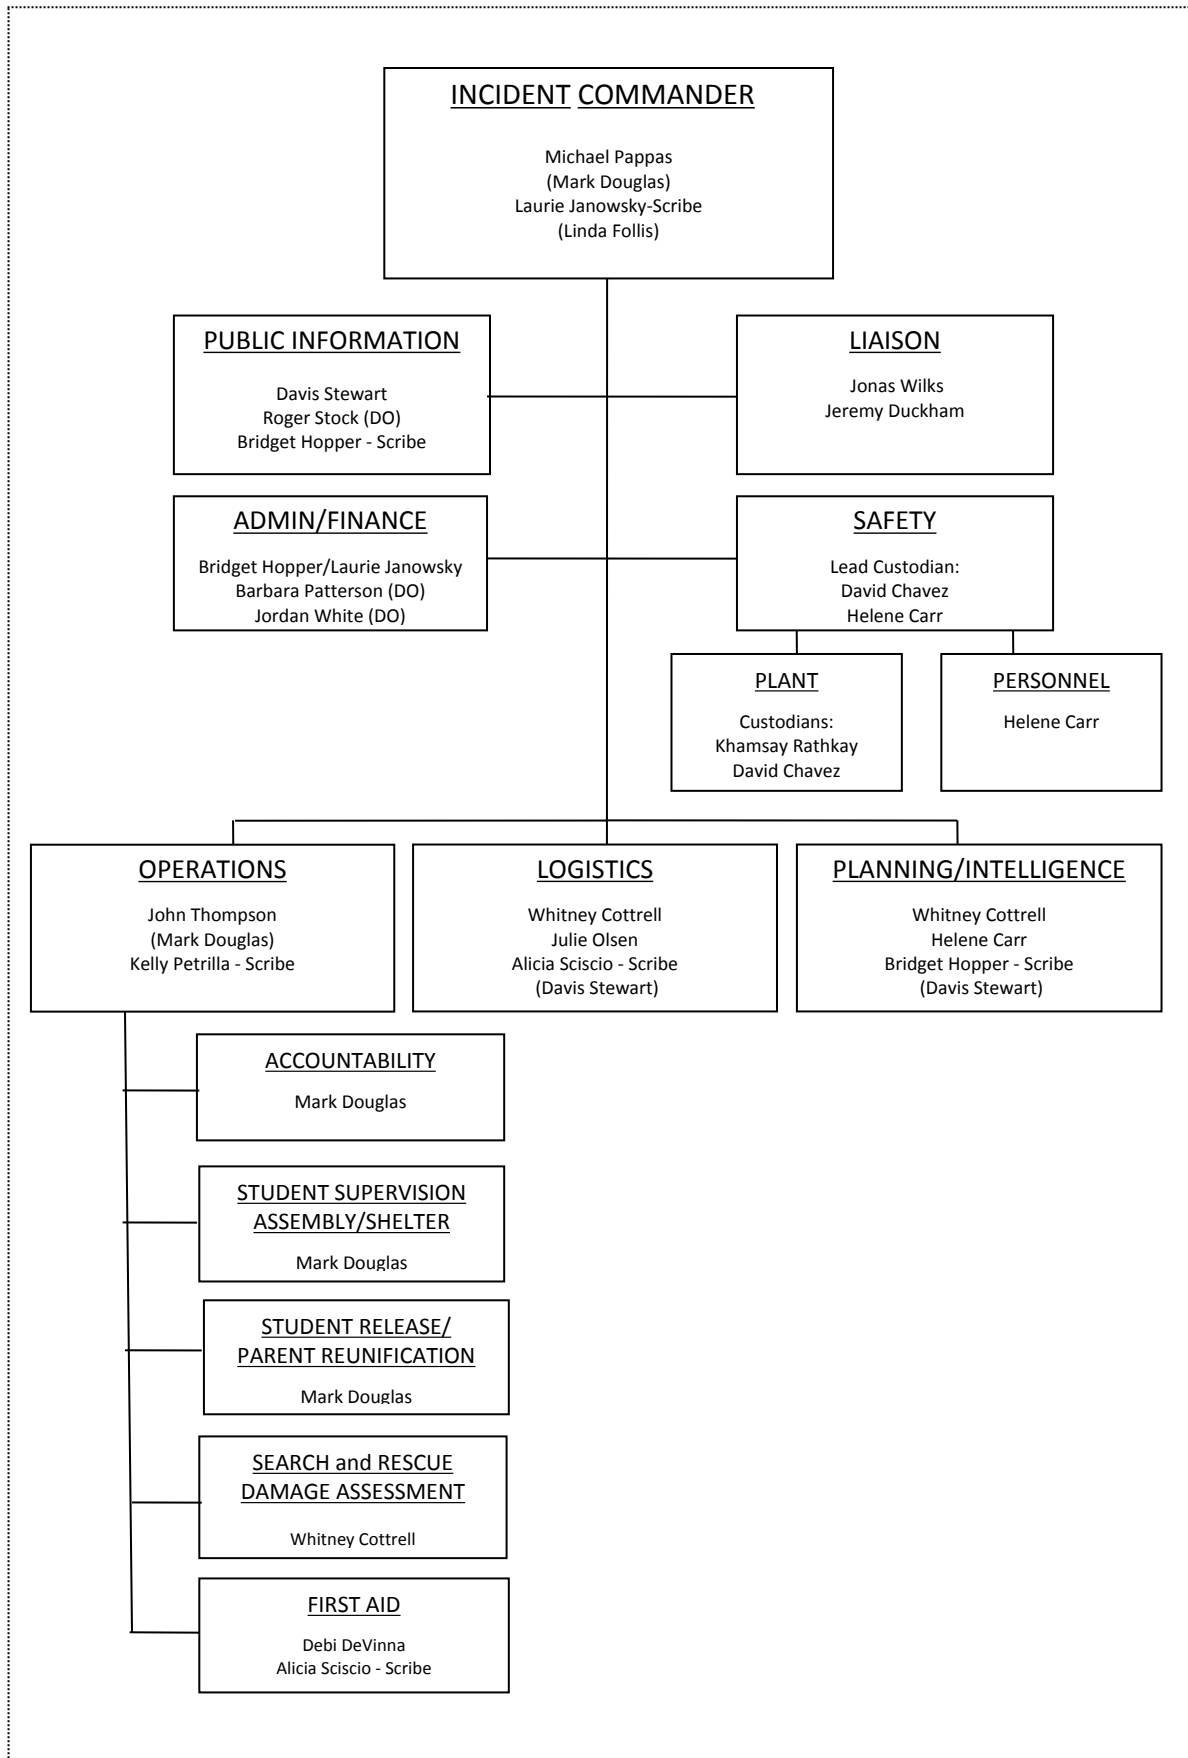 INCIDENT COMMANDER
Michael Pappas
(Mark Douglas)
Laurie Janowsky-Scribe
(Linda Follis)
PUBLIC INFORMATION
Davis Stewart
Roger Stock (DO)
Bridget Hopper - Scribe
LIAISON
Jonas Wilks
Jeremy Duckham
ADMIN/FINANCE
Bridget Hopper/Laurie Janowsky
Barbara Patterson (DO)
Jordan White (DO)
SAFETY
Lead Custodian:
David Chavez
Helene Carr
PLANT
Custodians:
Khamsay Rathkay
David Chavez
PERSONNEL
Helene Carr
OPERATIONS
John Thompson
(Mark Douglas)
Kelly Petrilla - Scribe
LOGISTICS
Whitney Cottrell
Julie Olsen
Alicia Sciscio - Scribe
(Davis Stewart)
PLANNING/INTELLIGENCE
Whitney Cottrell
Helene Carr
Bridget Hopper - Scribe
(Davis Stewart)
ACCOUNTABILITY
Mark Douglas
STUDENT SUPERVISION
ASSEMBLY/SHELTER
Mark Douglas
STUDENT RELEASE/
PARENT REUNIFICATION
Mark Douglas
SEARCH and RESCUE
DAMAGE ASSESSMENT
Whitney Cottrell
FIRST AID
Debi DeVinna
Alicia Sciscio - Scribe